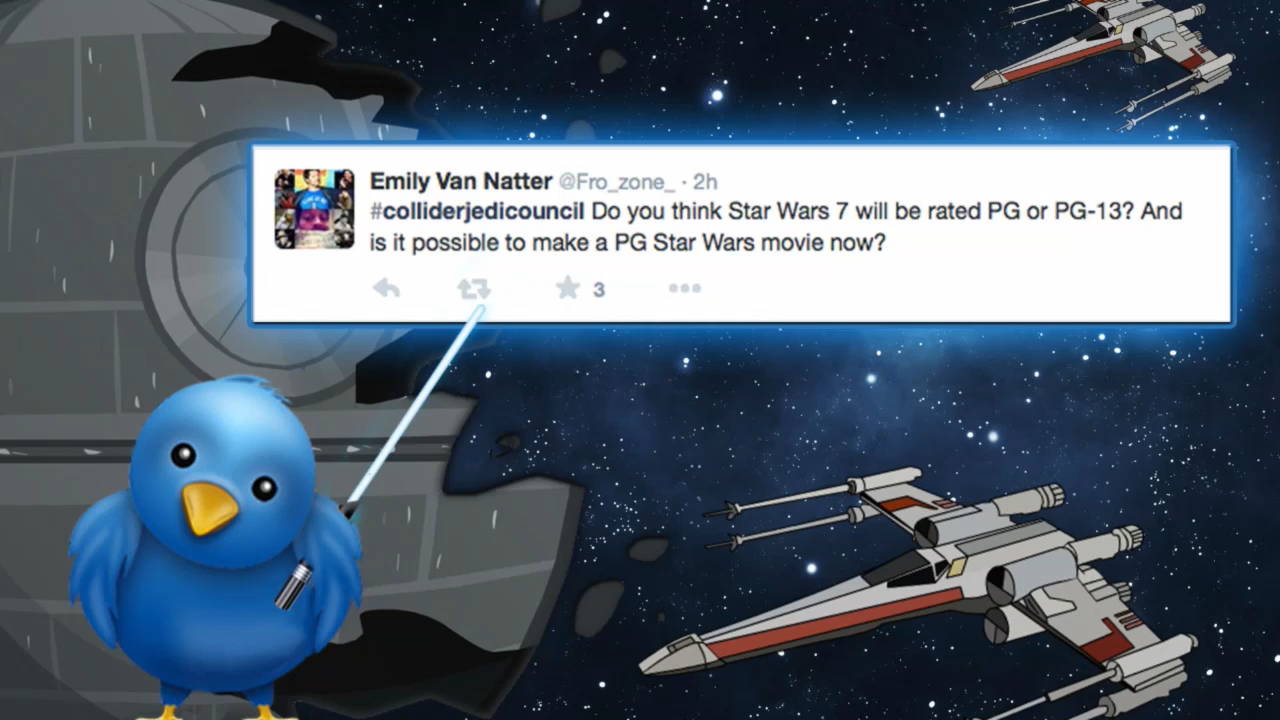 Emily Van Natter @Fro_zone_ · 2h
#colliderjedicouncil Do you think Star Wars 7 will be rated PG or PG-13? And
is it possible to make a PG Star Wars movie now?
3